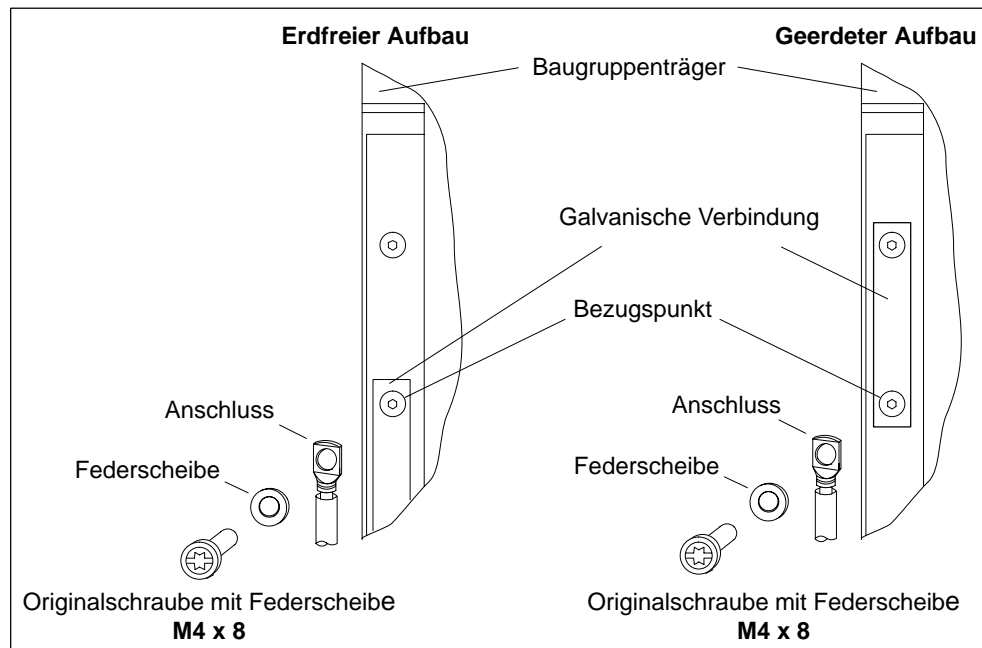 Erdfreier Aufbau
Geerdeter Aufbau
Baugruppenträger
Galvanische Verbindung
Bezugspunkt
Anschluss
Anschluss
Federscheibe
Federscheibe
Originalschraube mit Federscheibe
M4 x 8
Originalschraube mit Federscheibe
M4 x 8